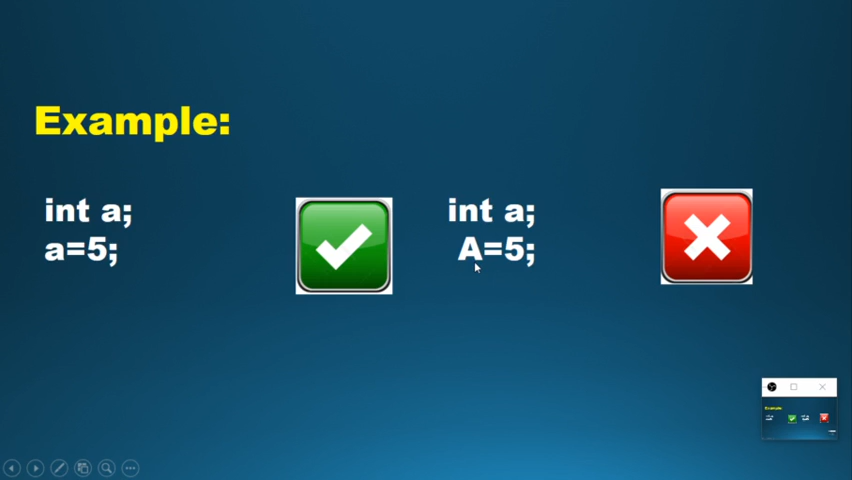 Example:
int a;
a=5;
int a;
A=5;